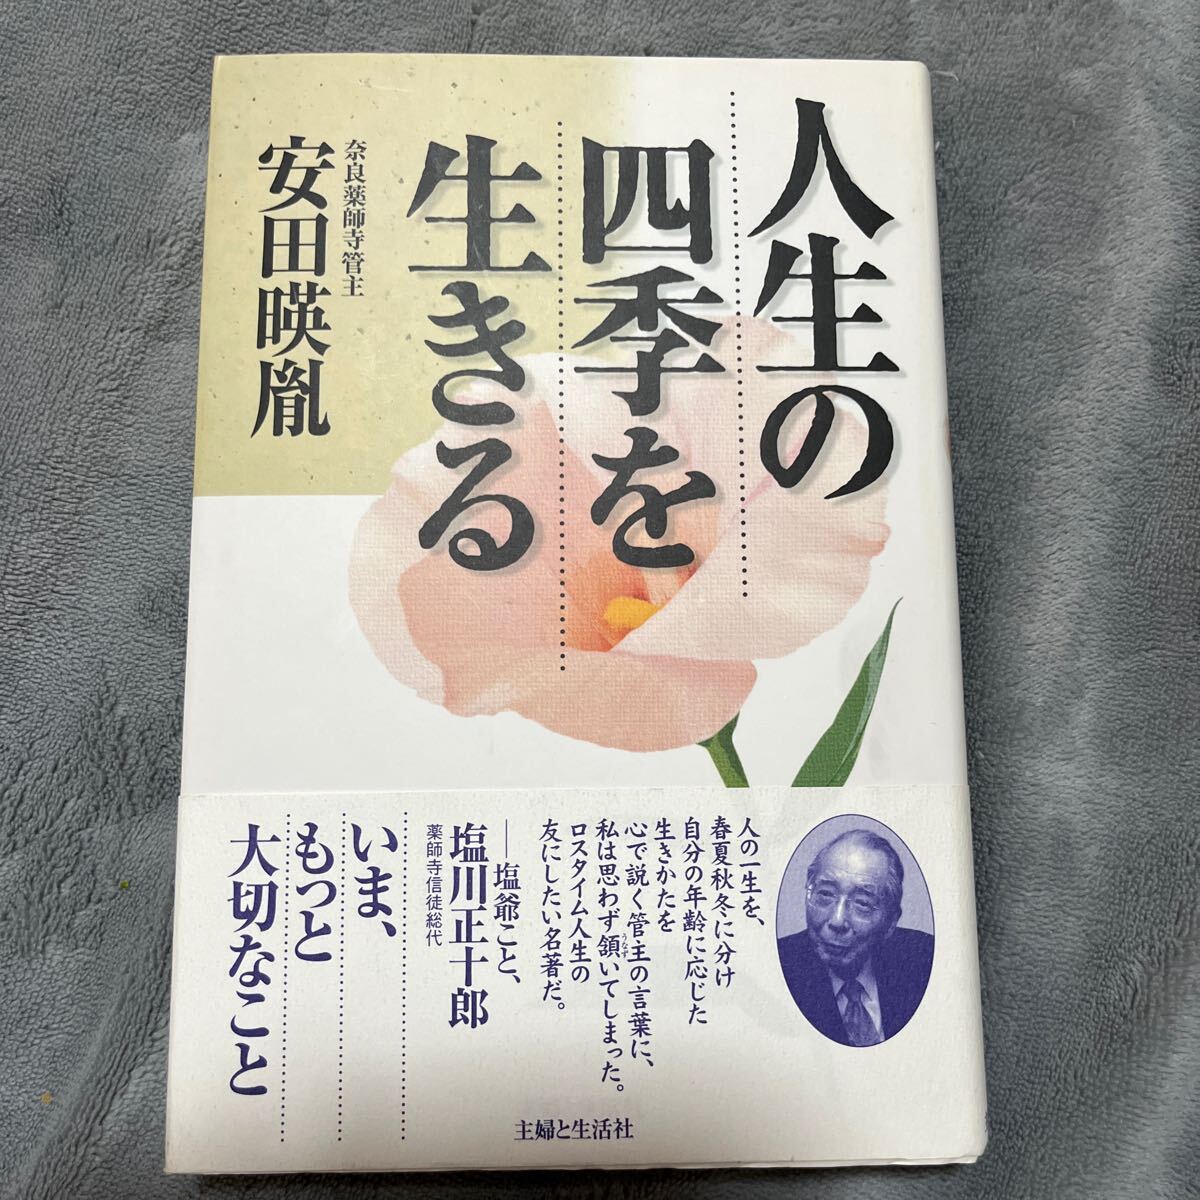 人生の
四季を
生きる
奈良薬師寺管主
安田暎胤
人の一生を、
春夏秋冬に分け
自分の年齢に応じた
生きかたを
心で説く管主の言葉に、
私は思わず頷いてしまった。
うなず
ロスタイム人生の
友にしたい名著だ。
――塩爺こと、
塩川正十郎
薬師寺信徒総代
いま、
もっと
大切なこと
主婦と生活社